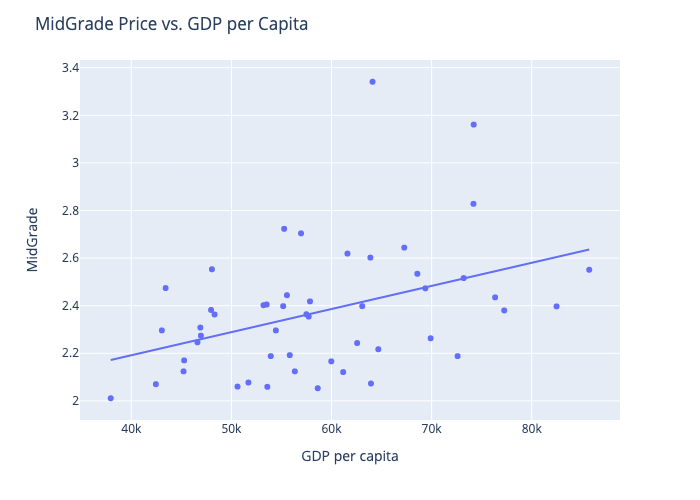 MidGrade Price vs. GDP per Capita
3.4
3.2
3
2.8
2.6
2.4
2.2
2
MidGrade
40k
50k
60k
70k
80k
GDP per capita